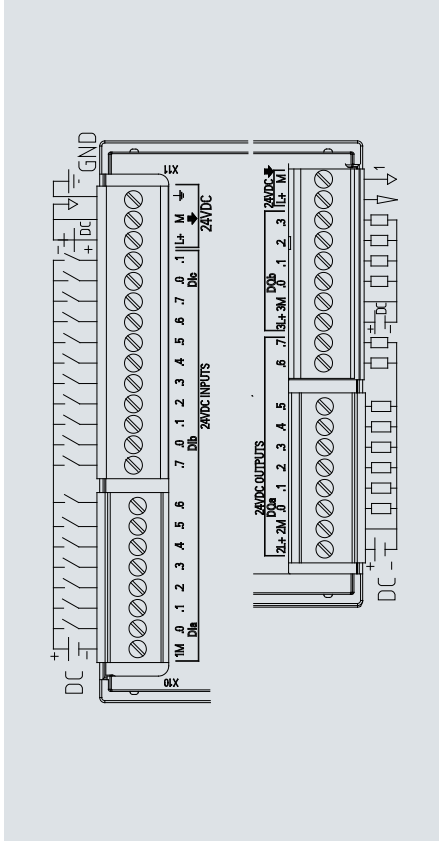 + - + GND
DC - + DC -
X10 X11
1M .0 .1 .2 .3 .4 .5 .6 .7 .0 .1 .2 .3 .4 .5 .6 .7 .0 .1 L+ M
DIa DIb DIc
24VDC INPUTS 24VDC
24VDC OUTPUTS
DQa DQb 24VDC
2L+ 2M .0 .1 .2 .3 .4 .5 .6 .7 3L+ 3M .0 .1 .2 .3 L+ M
+ + DC 1
DC - -